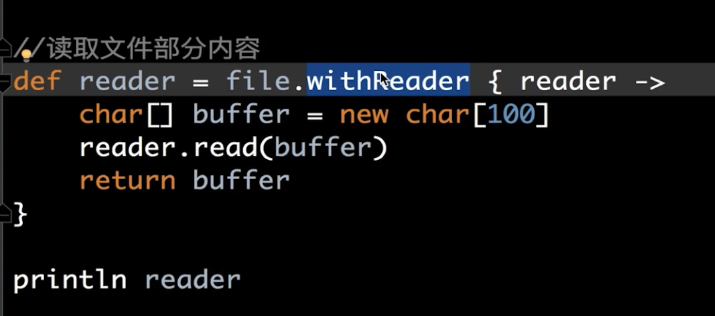 //读取文件部分内容
def reader = file.withReader { reader ->
    char[] buffer = new char[100]
    reader.read(buffer)
    return buffer
}
println reader